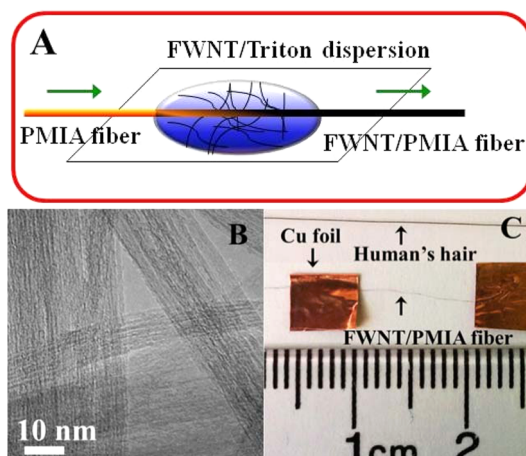 A
FWNT/Triton dispersion
PMIA fiber
FWNT/PMIA fiber
B
10 nm
C
Cu foil
Human's hair
FWNT/PMIA fiber
1cm 2